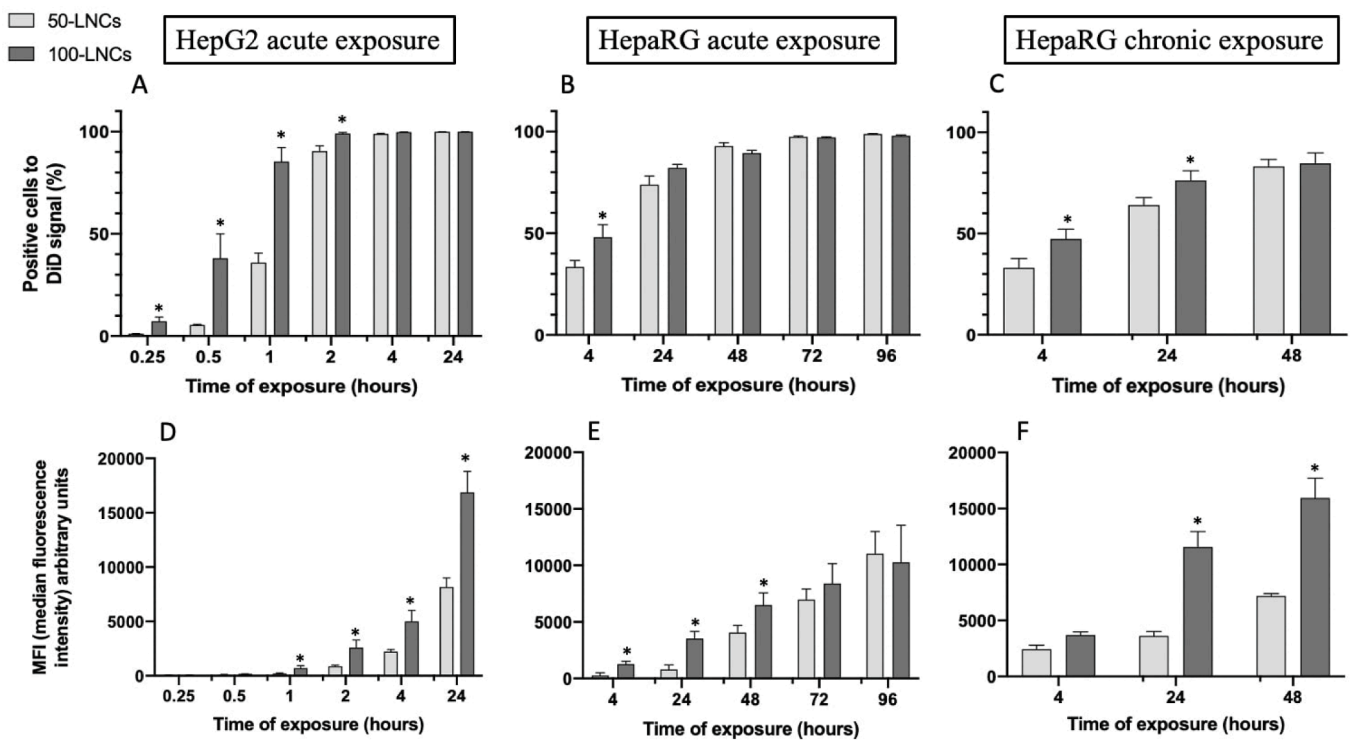 50-LNCs
100-LNCs
HepG2 acute exposure
HepaRG acute exposure
HepaRG chronic exposure
A
Positive cells to
DiD signal (%)
100
50
0
* * * *
0.25 0.5 1 2 4 24
Time of exposure (hours)
B
100
50
0
*
4 24 48 72 96
Time of exposure (hours)
C
100
50
0
* *
4 24 48
Time of exposure (hours)
D
MFI (median fluorescence
intensity) arbitrary units
20000
15000
10000
5000
0
* * * *
0.25 0.5 1 2 4 24
Time of exposure (hours)
E
20000
15000
10000
5000
0
* * *
4 24 48 72 96
Time of exposure (hours)
F
20000
15000
10000
5000
0
* *
4 24 48
Time of exposure (hours)